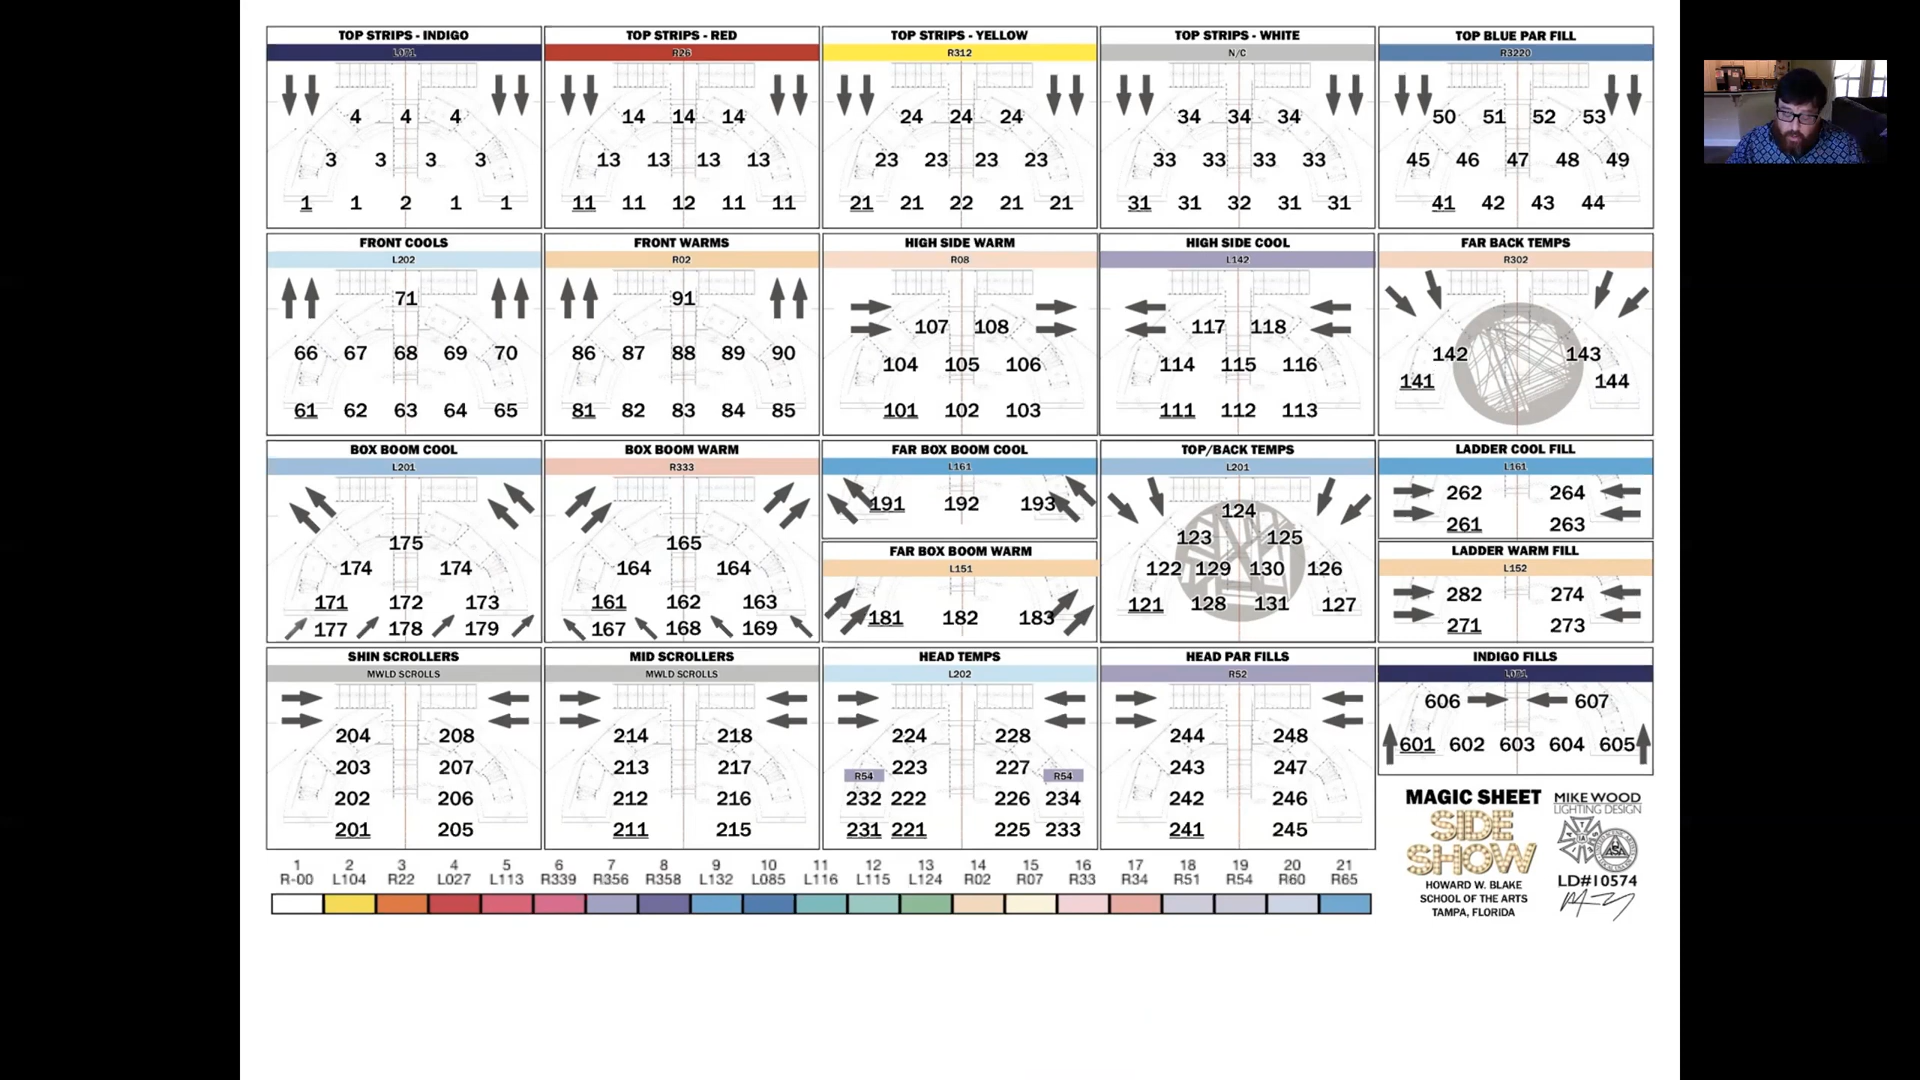 TOP STRIPS - INDIGO
L071
4 4 4
3 3 3 3
1 1 2 1 1
TOP STRIPS - RED
R26
14 14 14
13 13 13 13
11 11 12 11 11
TOP STRIPS - YELLOW
R312
24 24 24
23 23 23 23
21 21 22 21 21
TOP STRIPS - WHITE
N/C
34 34 34
33 33 33 33
31 31 32 31 31
TOP BLUE PAR FILL
R3220
50 51 52 53
45 46 47 48 49
41 42 43 44
FRONT COOLS
L202
71
66 67 68 69 70
61 62 63 64 65
FRONT WARMS
R02
91
86 87 88 89 90
81 82 83 84 85
HIGH SIDE WARM
R08
107 108
104 105 106
101 102 103
HIGH SIDE COOL
L142
117 118
114 115 116
111 112 113
FAR BACK TEMPS
R302
142 143
141 144
BOX BOOM COOL
L201
175
174 174
171 172 173
177 178 179
BOX BOOM WARM
R333
165
164 164
161 162 163
167 168 169
FAR BOX BOOM COOL
L161
191 192 193
FAR BOX BOOM WARM
L151
181 182 183
TOP/BACK TEMPS
L201
124
123 125
122 129 130 126
121 128 131 127
LADDER COOL FILL
L161
262 264
261 263
LADDER WARM FILL
L152
282 274
271 273
SHIN SCROLLERS
MWLD SCROLLS
204 208
203 207
202 206
201 205
MID SCROLLERS
MWLD SCROLLS
214 218
213 217
212 216
211 215
HEAD TEMPS
L202
224 228
223 227
R54 R54
232 222 226 234
231 221 225 233
HEAD PAR FILLS
R52
244 248
243 247
242 246
241 245
INDIGO FILLS
L071
606 607
601 602 603 604 605
MAGIC SHEET
SIDE
SHOW
HOWARD W. BLAKE
SCHOOL OF THE ARTS
TAMPA, FLORIDA
MIKE WOOD
LIGHTING DESIGN
LD#10574
1 2 3 4 5 6 7 8 9 10 11 12 13 14 15 16 17 18 19 20 21
R-00 L104 R22 L027 L113 R339 R356 R358 L132 L085 L116 L115 L124 R02 R07 R33 R34 R51 R54 R60 R65